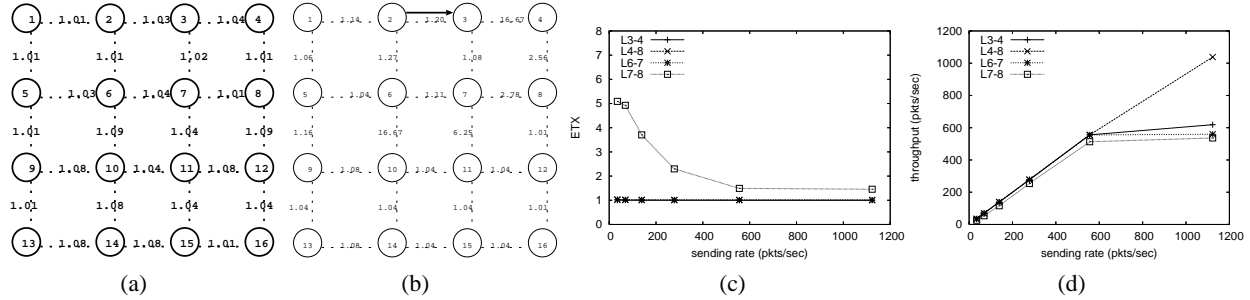 1 1.01 2 1.03 3 1.04 4
1.01 1.01 1.02 1.01
5 1.03 6 1.04 7 1.01 8
1.01 1.09 1.04 1.09
9 1.08 10 1.04 11 1.08 12
1.01 1.08 1.04 1.04
13 1.08 14 1.08 15 1.01 16
(a)
1 1.14 2 1.20 3 16.67 4
1.06 1.27 1.08 2.56
5 1.04 6 1.11 7 2.78 8
1.16 16.67 6.25 1.01
9 1.08 10 1.04 11 1.04 12
1.04 1.04 1.04 1.01
13 1.08 14 1.04 15 1.04 16
(b)
8
7
6
5
4
3
2
1
0
ETX
L3-4
L4-8
L6-7
L7-8
0 200 400 600 800 1000 1200
sending rate (pkts/sec)
(c)
1200
1000
800
600
400
200
0
throughput (pkts/sec)
L3-4
L4-8
L6-7
L7-8
0 200 400 600 800 1000 1200
sending rate (pkts/sec)
(d)